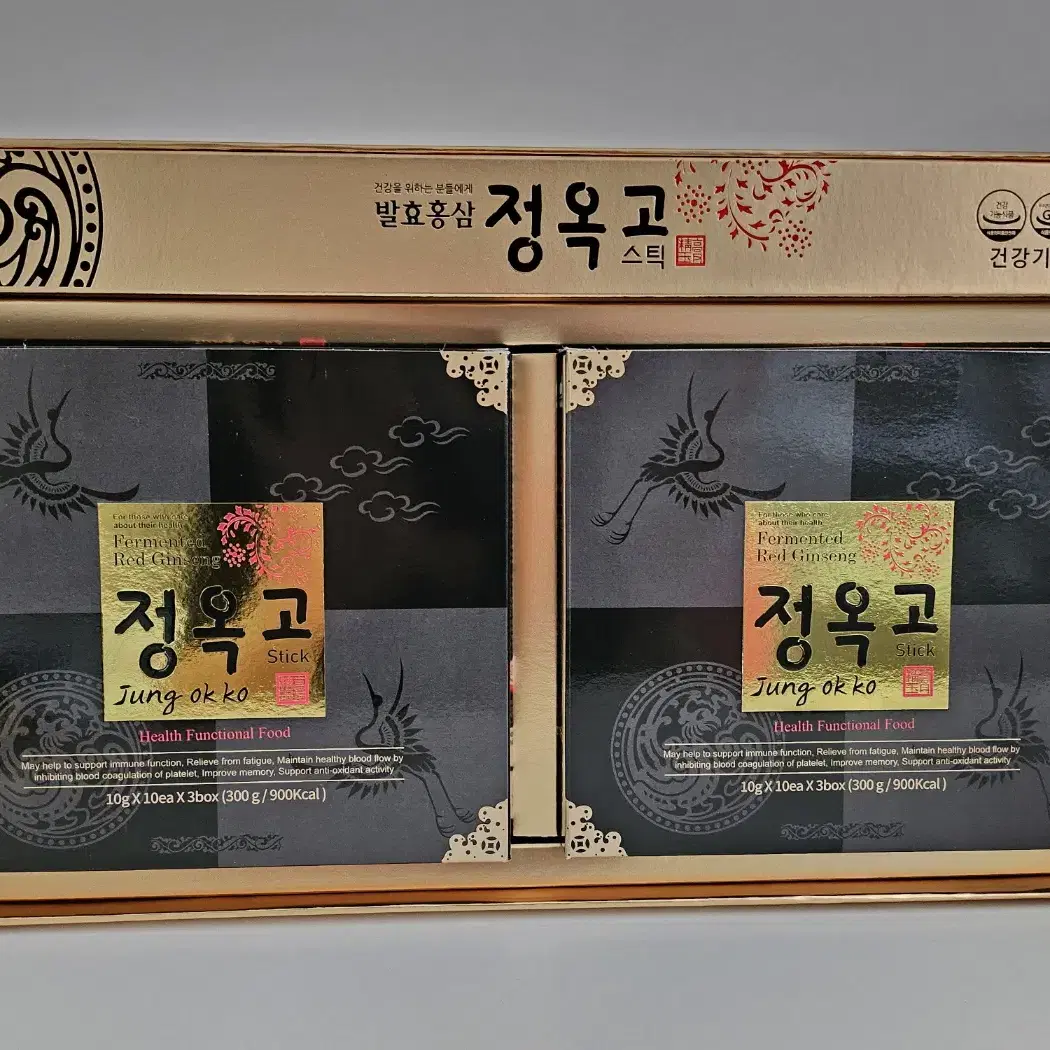 건강을 위하는 분들에게
발효홍삼
정옥고
스틱
건강
기능식품
건강기
For those who care
about their health
Fermented
Red Ginseng
정옥고
Stick
Jung ok ko
Health Functional Food
May help to support immune function, Relieve from fatigue, Maintain healthy blood flow by
inhibiting blood coagulation of platelet, Improve memory, Support anti-oxidant activity
10g X 10ea X 3box (300 g / 900Kcal )
For those who care
about their health
Fermented
Red Ginseng
정옥고
Stick
Jung ok ko
Health Functional Food
May help to support immune function, Relieve from fatigue, Maintain healthy blood flow by
inhibiting blood coagulation of platelet, Improve memory, Support anti-oxidant activity
10g X 10ea X 3box (300 g / 900Kcal )